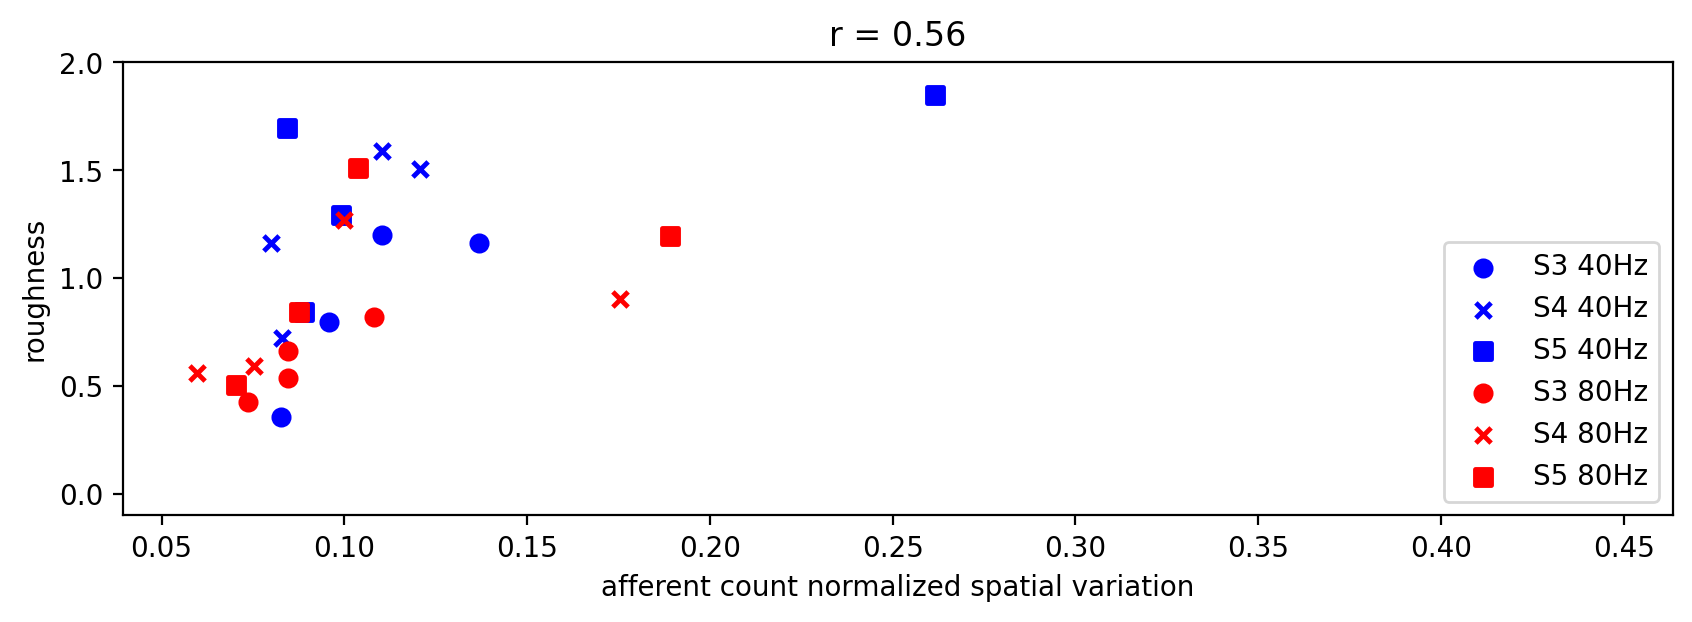 r = 0.56
2.0
1.5
1.0
0.5
0.0
roughness
S3 40Hz
S4 40Hz
S5 40Hz
S3 80Hz
S4 80Hz
S5 80Hz
0.05 0.10 0.15 0.20 0.25 0.30 0.35 0.40 0.45
afferent count normalized spatial variation